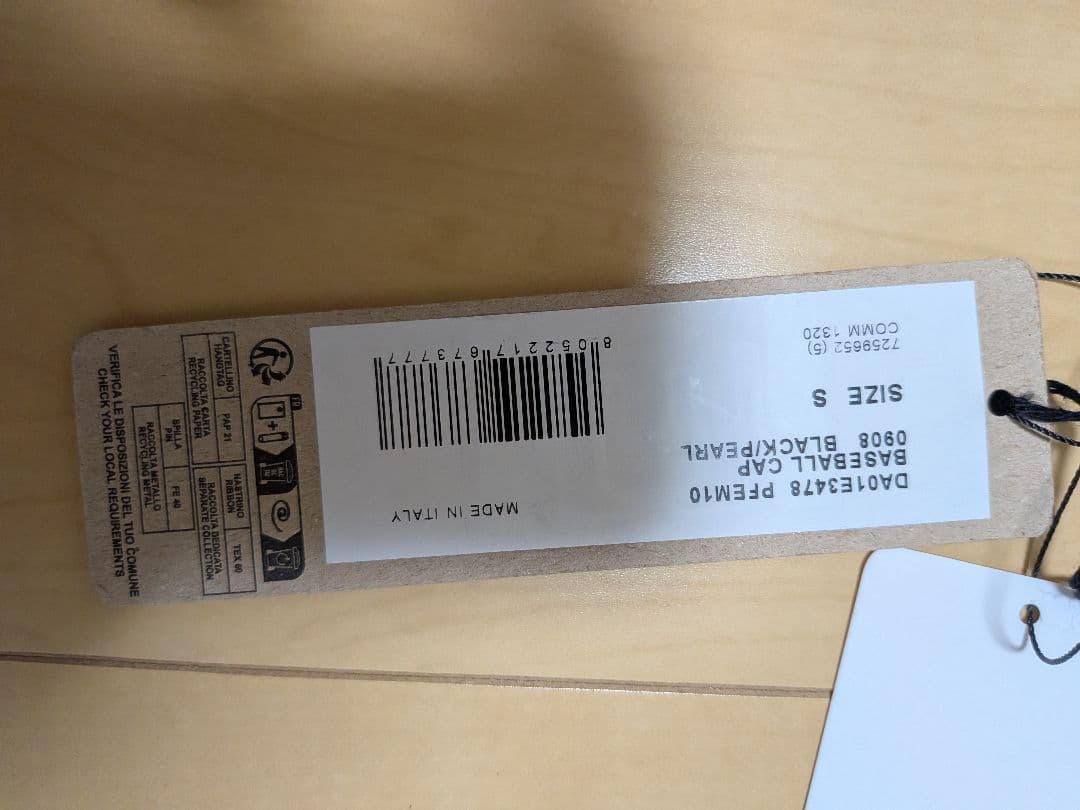 DA01E3478 PFEM10
BASEBALL CAP
0908 BLACK/PEARL
SIZE S
7259652 (5)
COMM 1320
MADE IN ITALY
8 052217 673777
FR
CARTELLINO
HANGTAG
PAP 21
RACCOLTA CARTA
RECYCLING PAPER
NASTRINO
RIBBON
TEX 60
RACCOLTA DEDICATA
SEPARATE COLLECTION
SPILLA
PIN
FE 40
RACCOLTA METALLO
RECYCLING METAL
VERIFICA LE DISPOSIZIONI DEL TUO COMUNE
CHECK YOUR LOCAL REQUIREMENTS